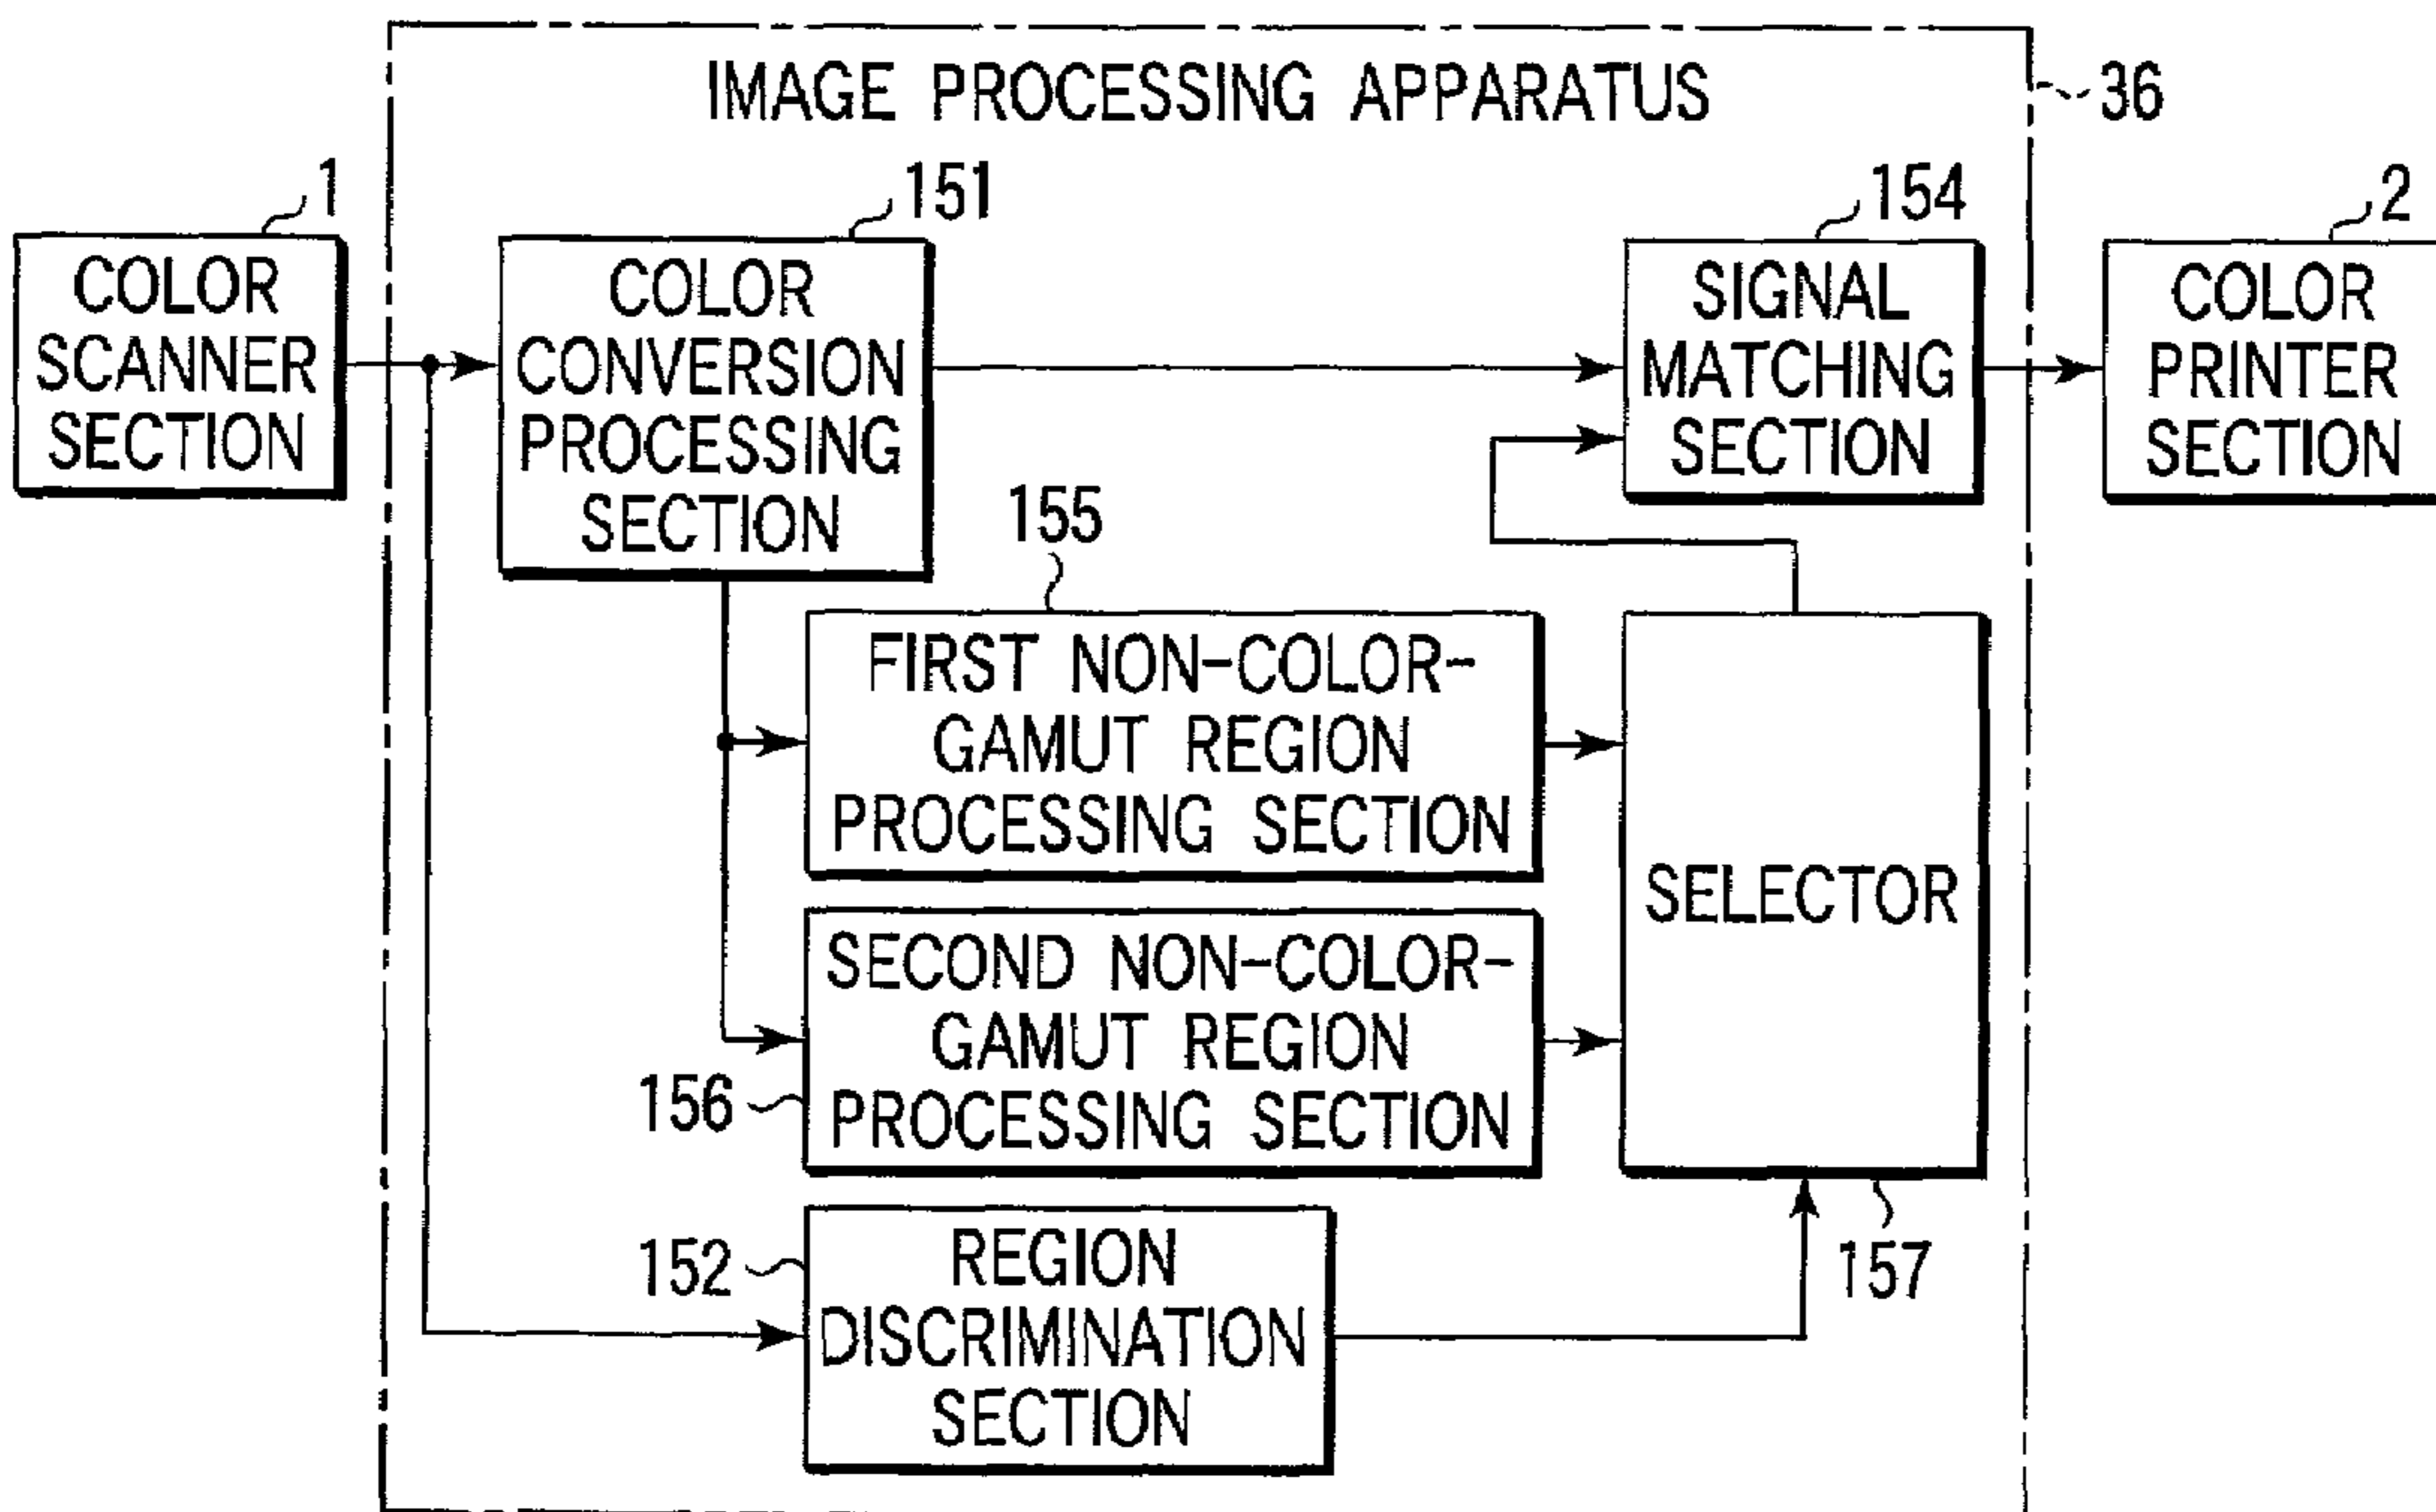 IMAGE PROCESSING APPARATUS
36
1
COLOR
SCANNER
SECTION
151
COLOR
CONVERSION
PROCESSING
SECTION
154
SIGNAL
MATCHING
SECTION
2
COLOR
PRINTER
SECTION
155
FIRST NON-COLOR-
GAMUT REGION
PROCESSING SECTION
156
SECOND NON-COLOR-
GAMUT REGION
PROCESSING SECTION
SELECTOR
157
152
REGION
DISCRIMINATION
SECTION